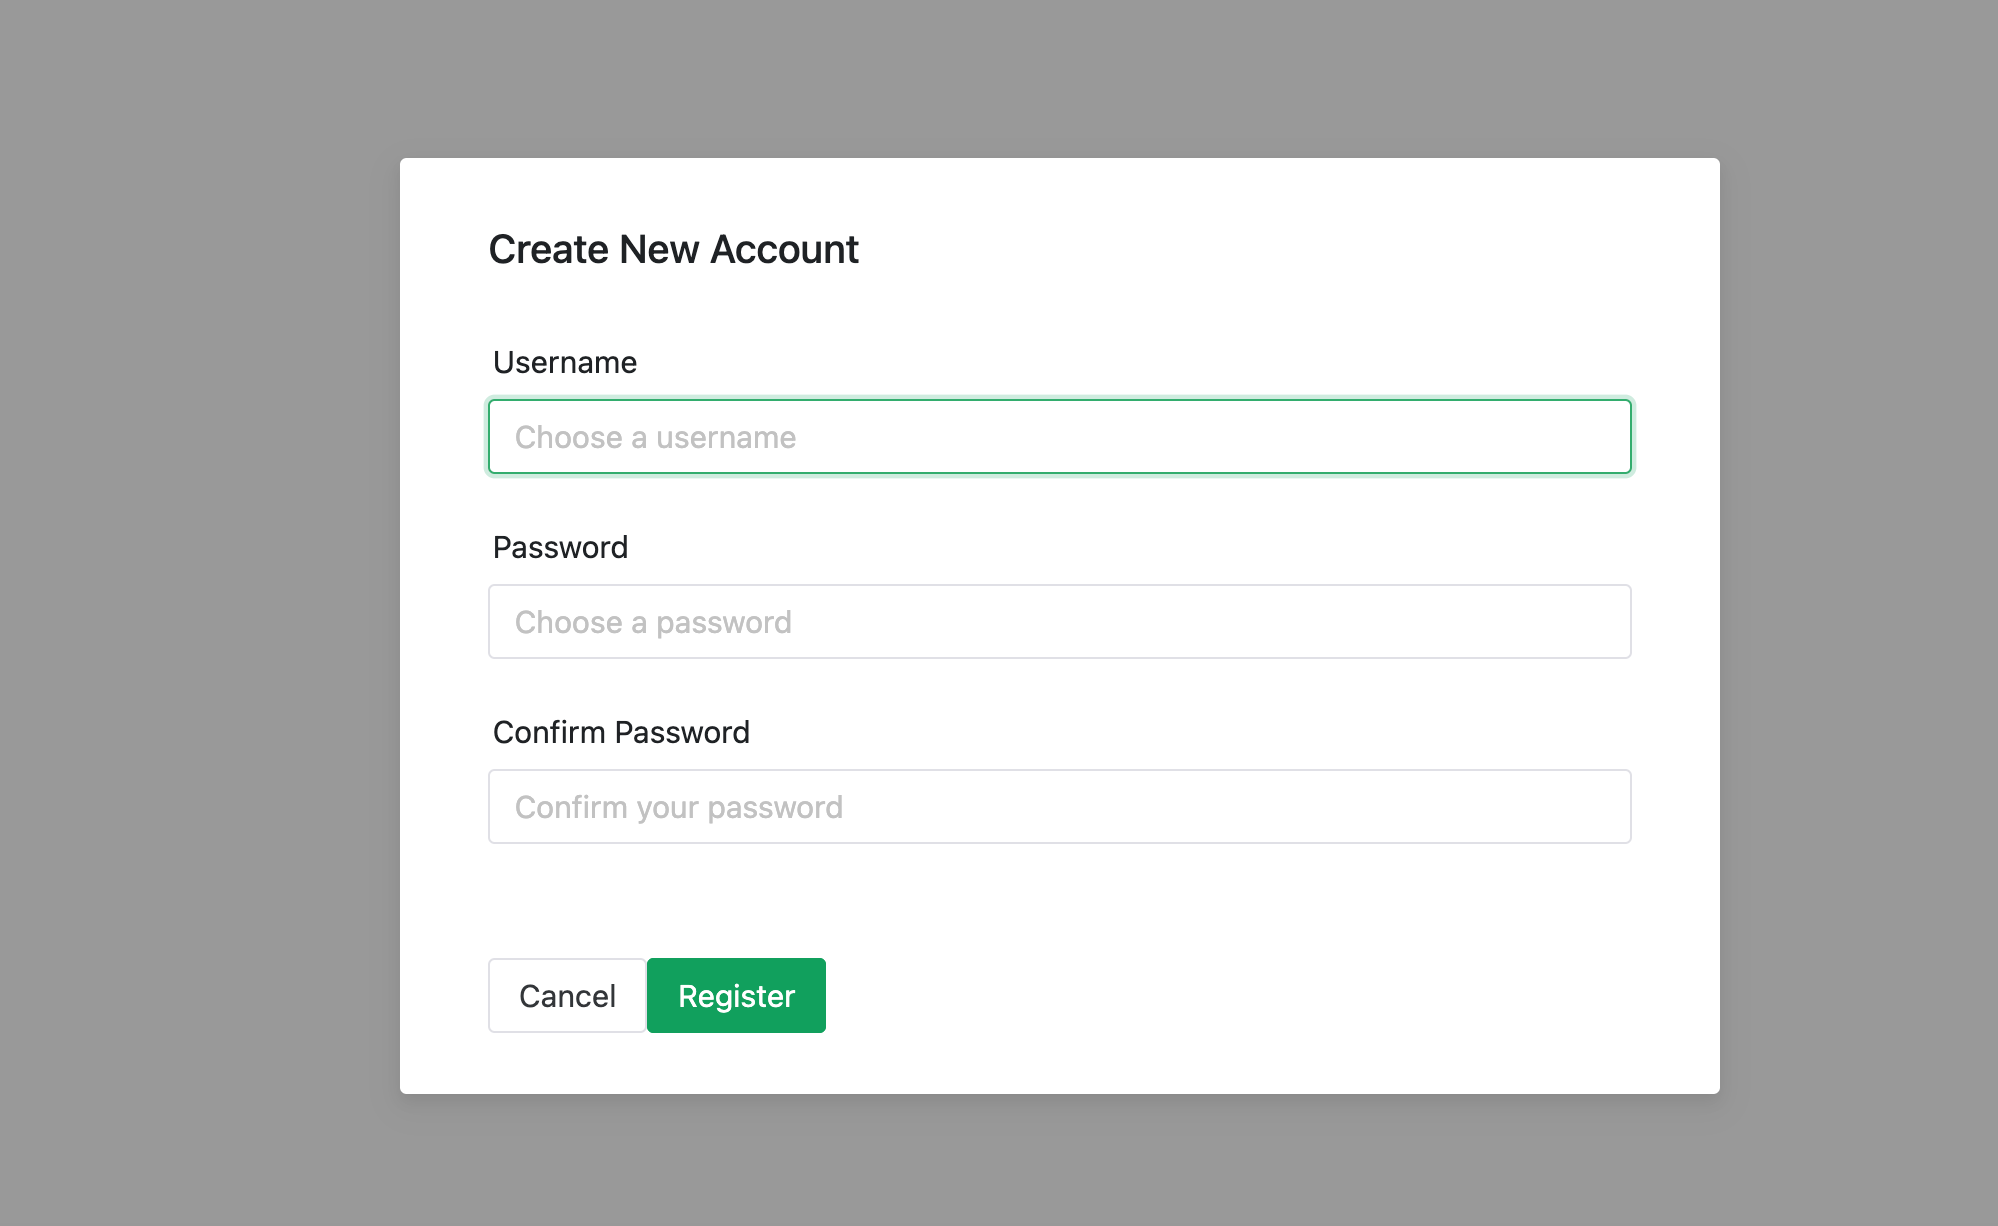 Create New Account
Username
Choose a username
Password
Choose a password
Confirm Password
Confirm your password
Cancel Register